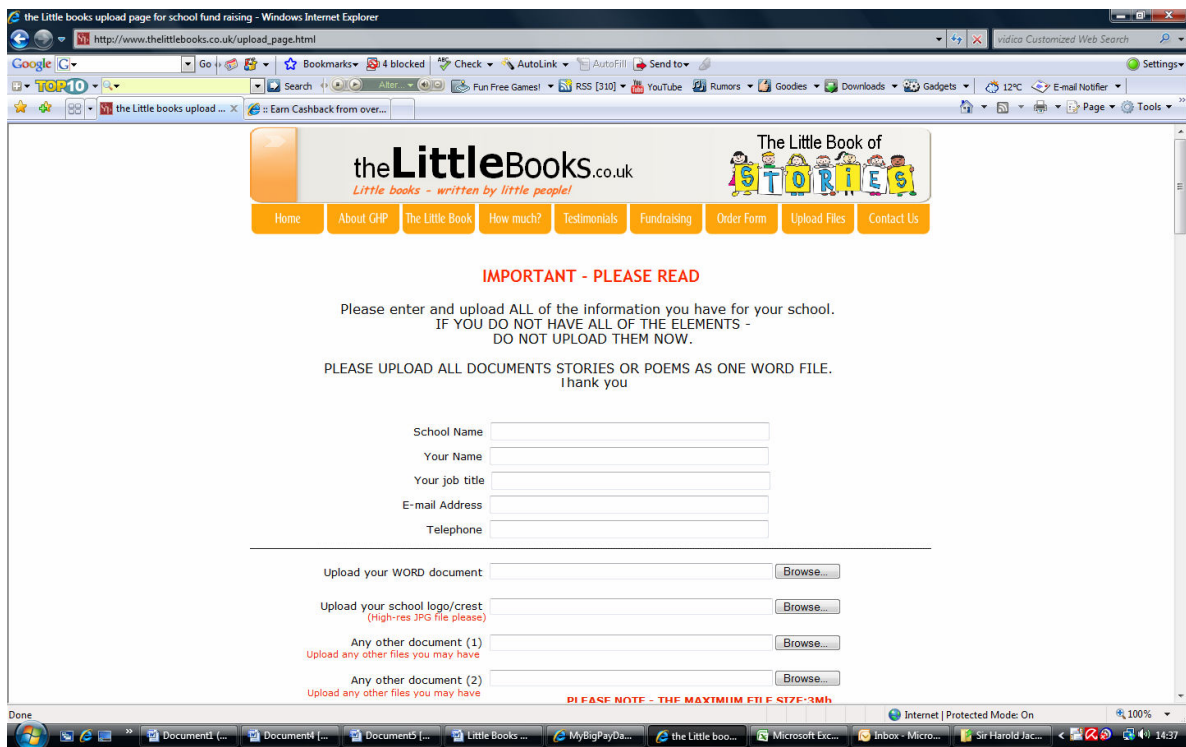 the Little books upload page for school fund raising - Windows Internet Explorer
http://www.thelittlebooks.co.uk/upload_page.html
vidica Customized Web Search
Google G Go Bookmarks 4 blocked Check AutoLink AutoFill Send to Settings
TOP10 Search Alter... Fun Free Games! RSS [310] YouTube Rumors Goodies Downloads Gadgets 12°C E-mail Notifier
the Little books upload ... X :: Earn Cashback from over... Page Tools
theLittleBooks.co.uk
Little books - written by little people!
The Little Book of
STORIES
Home About GHP The Little Book How much? Testimonials Fundraising Order Form Upload Files Contact Us
IMPORTANT - PLEASE READ
Please enter and upload ALL of the information you have for your school.
IF YOU DO NOT HAVE ALL OF THE ELEMENTS -
DO NOT UPLOAD THEM NOW.
PLEASE UPLOAD ALL DOCUMENTS STORIES OR POEMS AS ONE WORD FILE.
Thank you
School Name
Your Name
Your job title
E-mail Address
Telephone
Upload your WORD document Browse...
Upload your school logo/crest Browse...
(High-res JPG file please)
Any other document (1) Browse...
Upload any other files you may have
Any other document (2) Browse...
Upload any other files you may have
PLEASE NOTE - THE MAXIMUM FILE SIZE:3Mb
Done Internet | Protected Mode: On 100%
Document1 (... Document4 [... Document5 [... Little Books ... MyBigPayDa... the Little boo... Microsoft Exc... Inbox - Micro... Sir Harold Jac... 14:37